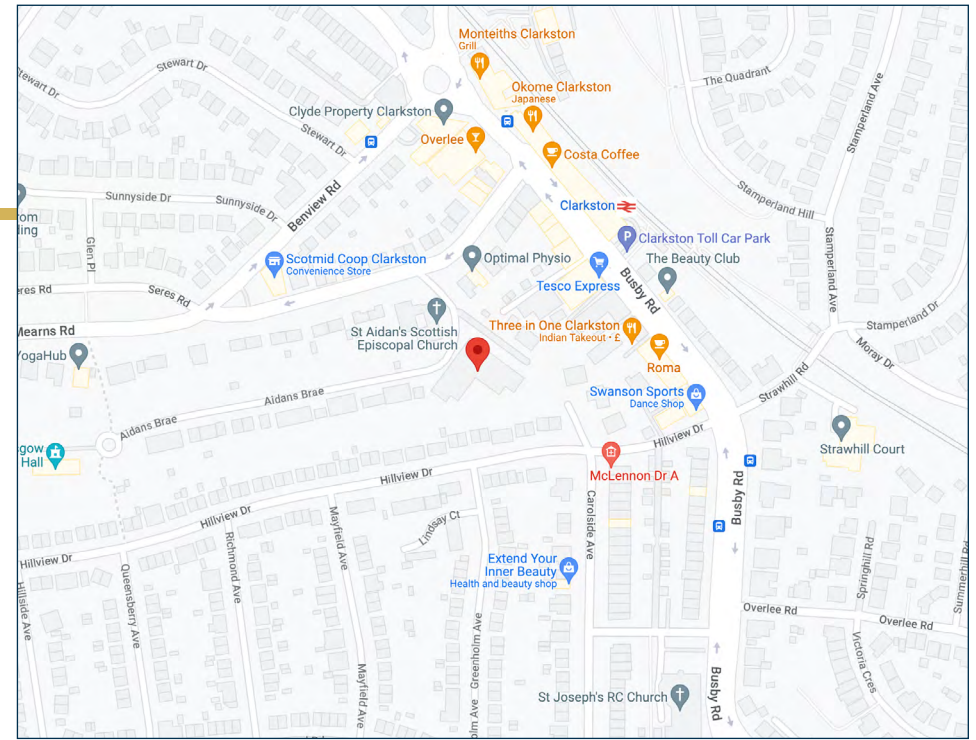 Monteiths Clarkston
Grill
Stewart Dr
Stewart Dr
The Quadrant
Okome Clarkston
Japanese
Clyde Property Clarkston
Stamperland Ave
Stewart Dr
Overlee
Costa Coffee
Sunnyside Dr
Sunnyside Dr
Benview Rd
Clarkston
Stamperland Hill
rom
ding
Glen Pl
Clarkston Toll Car Park
Stamperland Ave
Scotmid Coop Clarkston
Convenience Store
Optimal Physio
The Beauty Club
Tesco Express
Busby Rd
eres Rd
Seres Rd
Stamperland Dr
Mearns Rd
St Aidan's Scottish
Episcopal Church
Three in One Clarkston
Indian Takeout • £
YogaHub
Moray Dr
Roma
Strawhill Rd
Swanson Sports
Dance Shop
Aidans Brae
Aidans Brae
Hillview Dr
Strawhill Court
sgow
Hall
McLennon Dr A
Hillview Dr
Busby Rd
Carolside Ave
Hillview Dr
Mayfield Ave
Lindsay Ct
Richmond Ave
Hillview Dr
Extend Your
Inner Beauty
Health and beauty shop
Queensberry Ave
Springhill Rd
Summerhill Rd
Hillside Ave
Overlee Rd
Overlee Rd
Greenholm Ave
olm Ave
Mayfield Ave
Victoria Cres
St Joseph's RC Church
Busby Rd